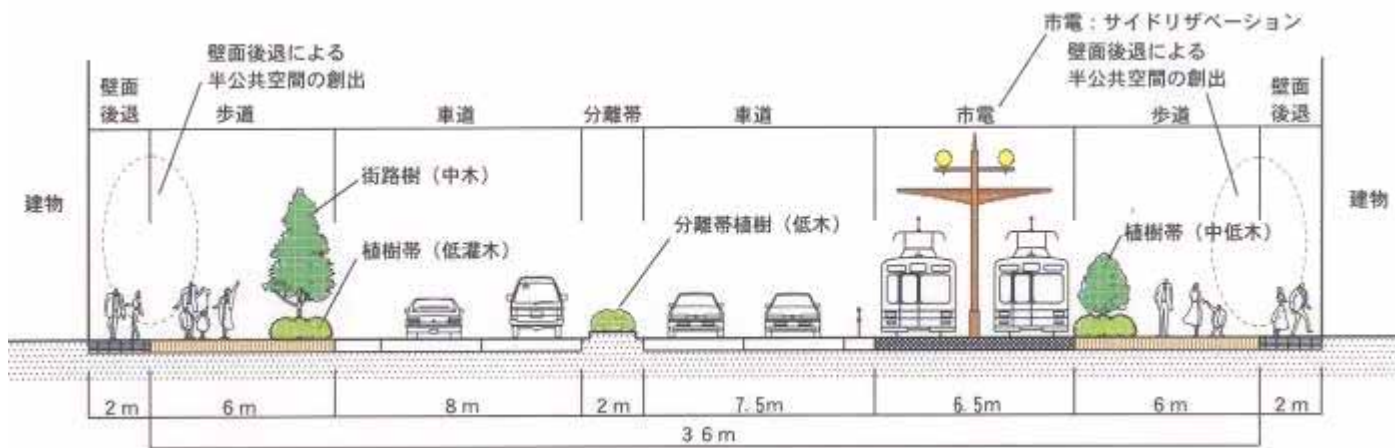 市電：サイドリザベーション
壁面後退による
半公共空間の創出
壁面後退による
半公共空間の創出
壁面
後退
歩道
車道
分離帯
車道
市電
歩道
壁面
後退
街路樹（中木）
建物
分離帯植樹（低木）
植樹帯（中低木）
建物
植樹帯（低灌木）
2m
6m
8m
2m
7.5m
6.5m
6m
2m
36m